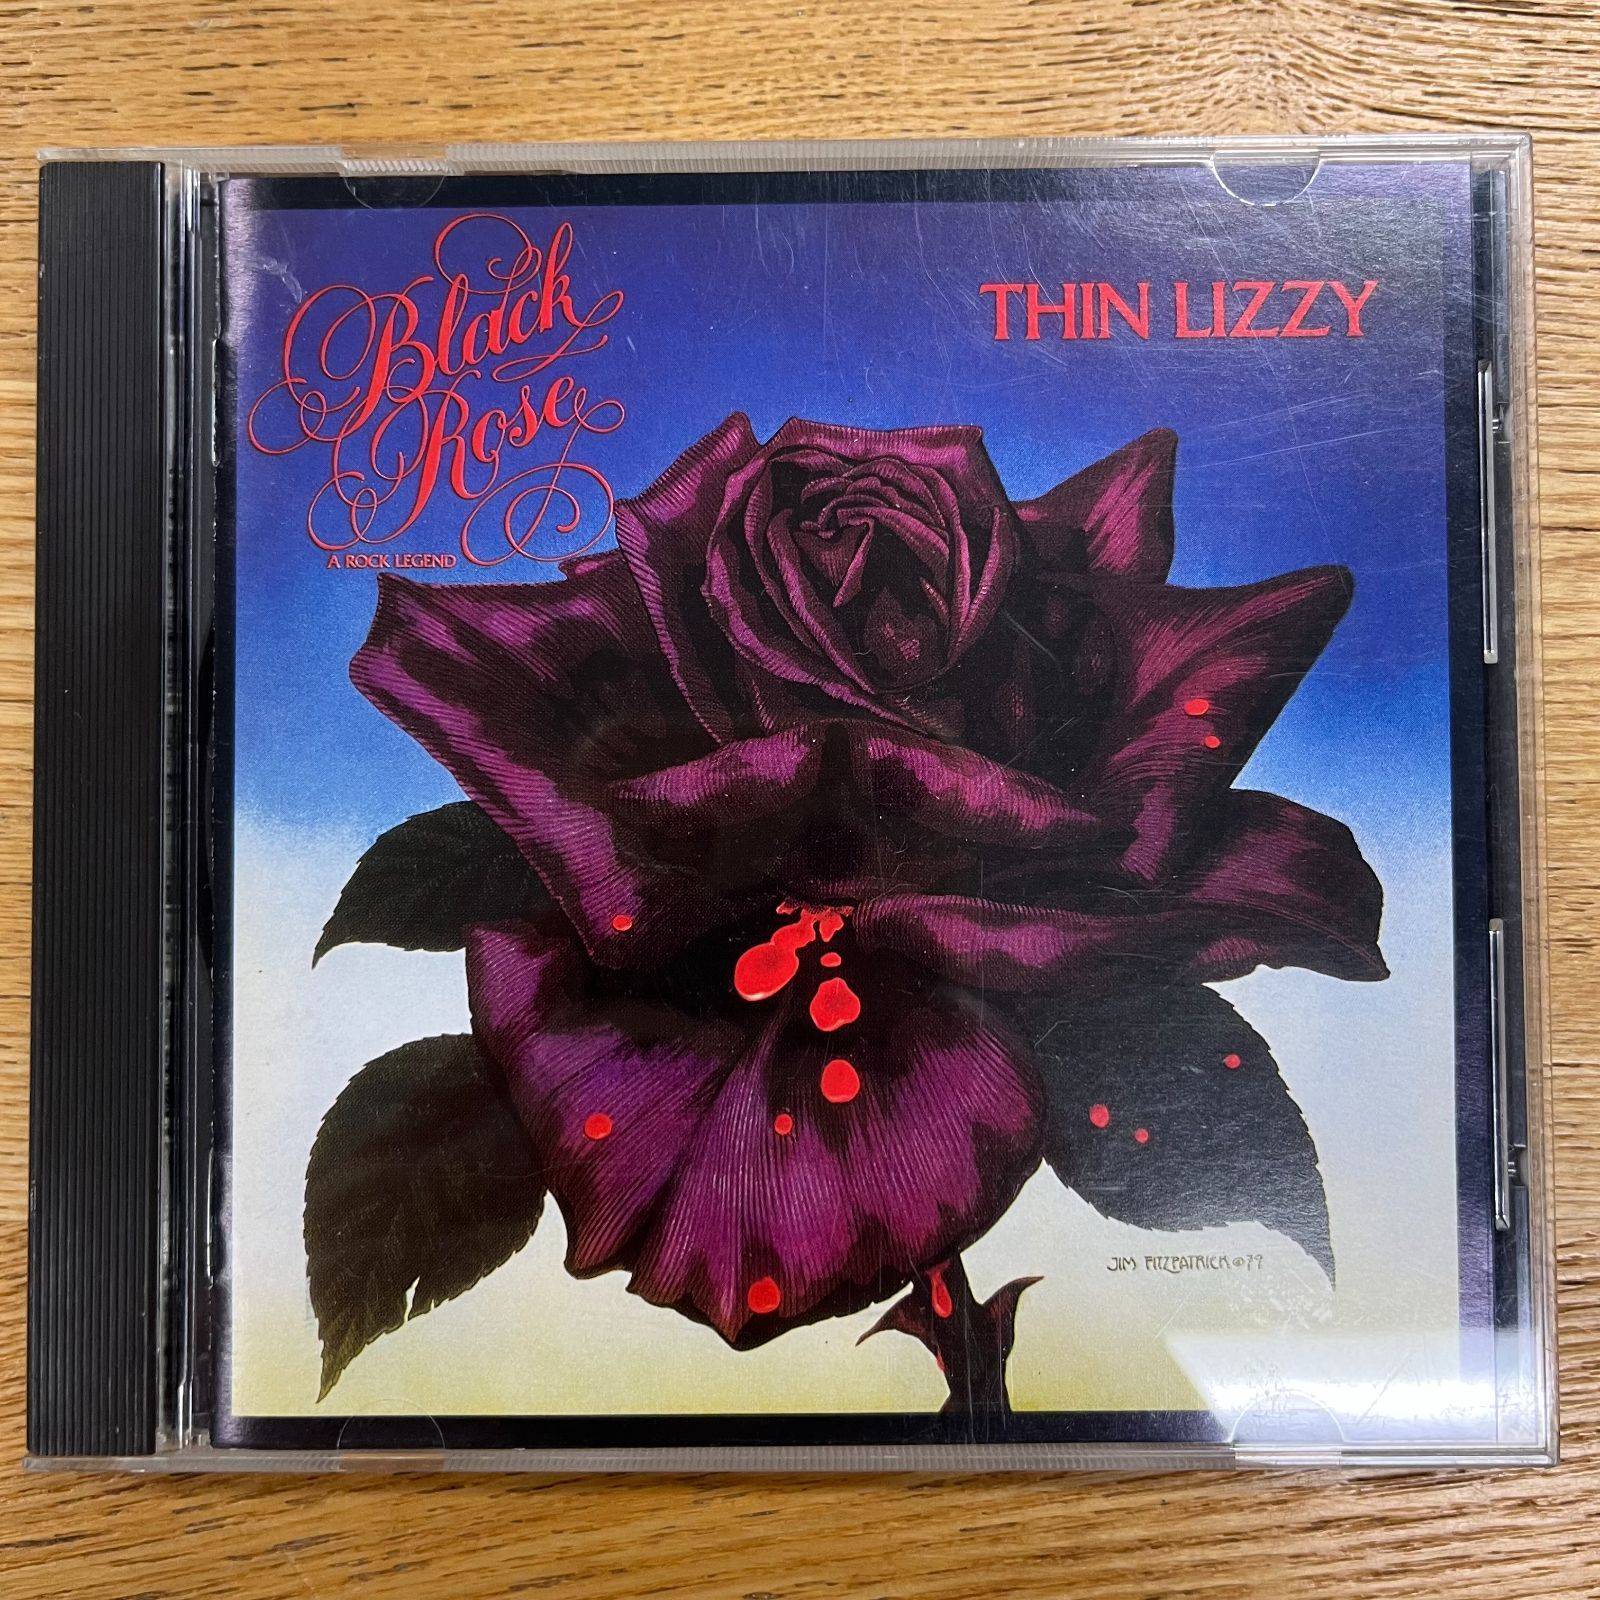 Black
Rose
A ROCK LEGEND
THIN LIZZY
JIM FITZPATRICK © 79